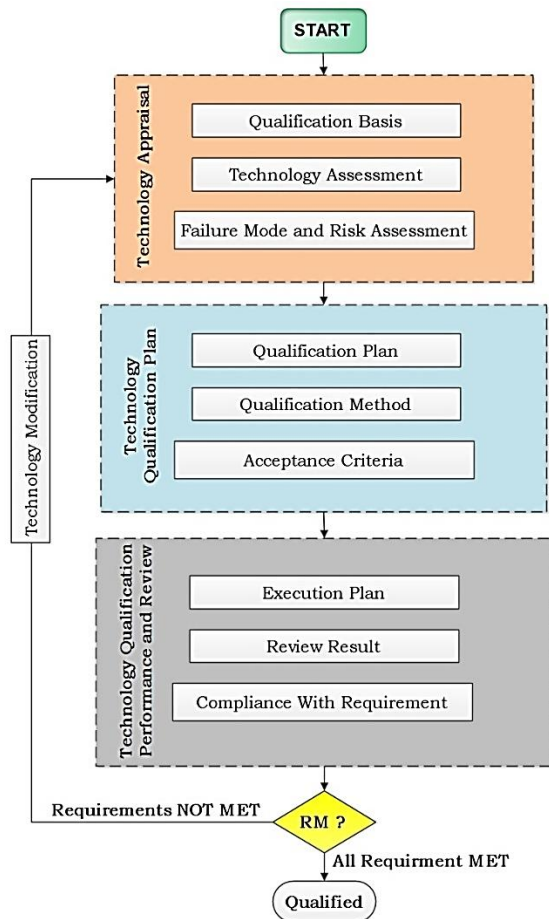 START
Technology Appraisal
Qualification Basis
Technology Assessment
Failure Mode and Risk Assessment
Technology Modification
Technology
Qualification Plan
Qualification Plan
Qualification Method
Acceptance Criteria
Technology Qualification
Performance and Review
Execution Plan
Review Result
Compliance With Requirement
Requirements NOT MET
RM ?
All Requirment MET
Qualified